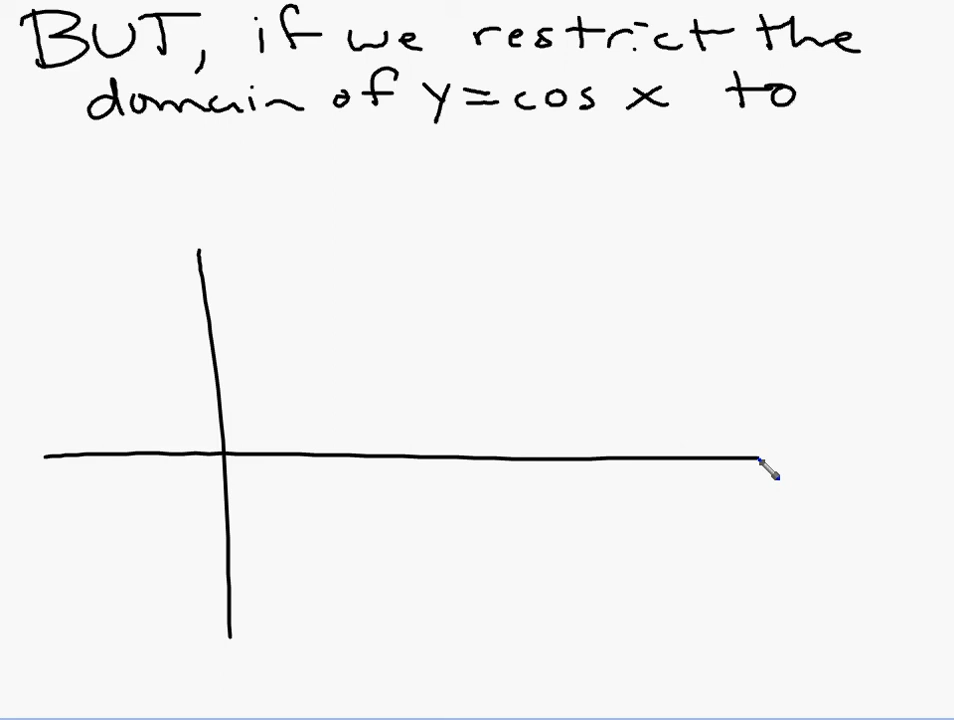 BUT, if we restrict the
domain of y=cos x to